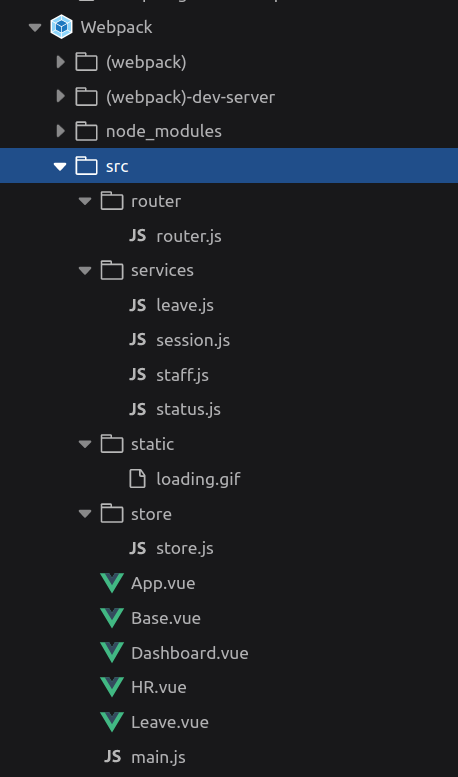 Webpack
(webpack)
(webpack)-dev-server
node_modules
src
router
JS router.js
services
JS leave.js
JS session.js
JS staff.js
JS status.js
static
loading.gif
store
JS store.js
App.vue
Base.vue
Dashboard.vue
HR.vue
Leave.vue
JS main.js